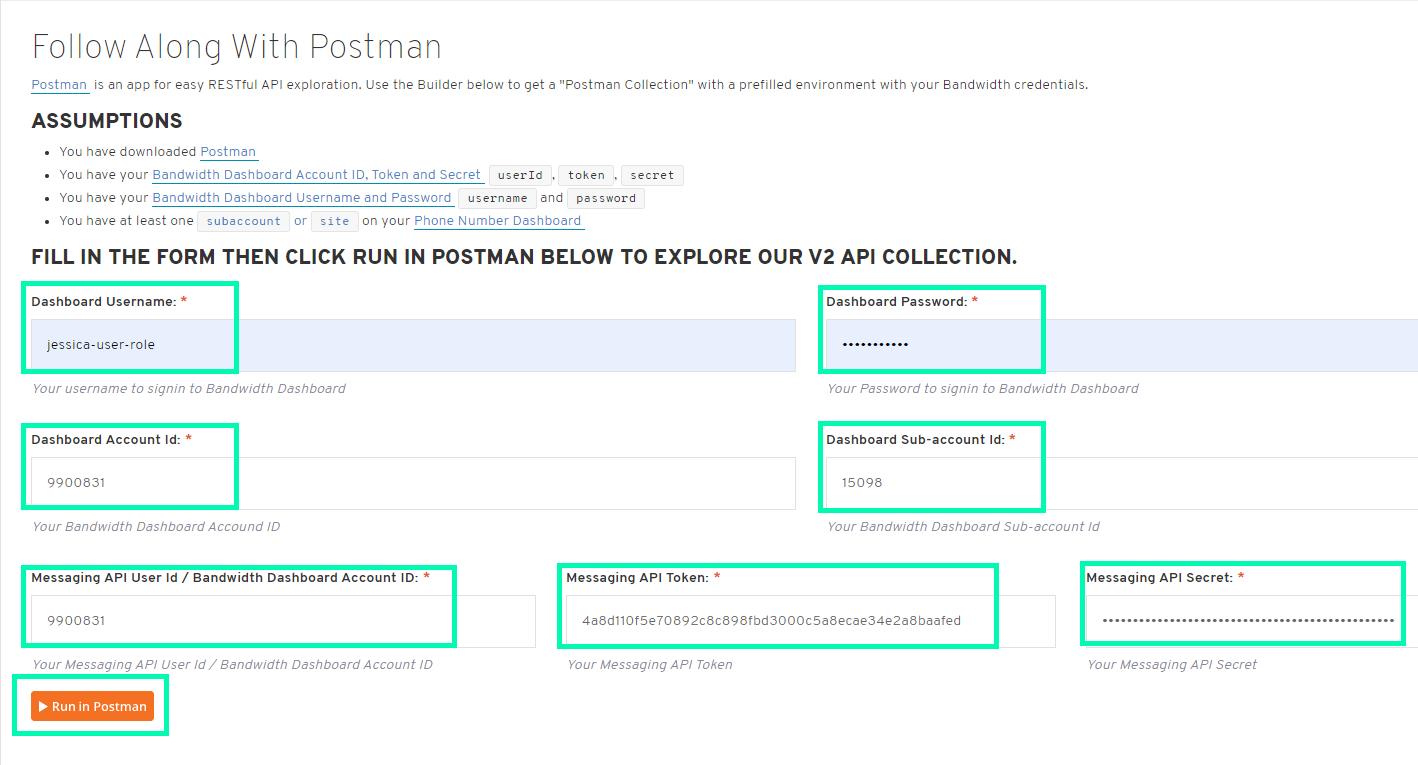 Follow Along With Postman
Postman is an app for easy RESTful API exploration. Use the Builder below to get a "Postman Collection" with a prefilled environment with your Bandwidth credentials.
ASSUMPTIONS
• You have downloaded Postman
• You have your Bandwidth Dashboard Account ID, Token and Secret userId, token, secret
• You have your Bandwidth Dashboard Username and Password username and password
• You have at least one subaccount or site on your Phone Number Dashboard
FILL IN THE FORM THEN CLICK RUN IN POSTMAN BELOW TO EXPLORE OUR V2 API COLLECTION.
Dashboard Username: * Dashboard Password: *
jessica-user-role •••••••••••
Your username to signin to Bandwidth Dashboard Your Password to signin to Bandwidth Dashboard
Dashboard Account Id: * Dashboard Sub-account Id: *
9900831 15098
Your Bandwidth Dashboard Accound ID Your Bandwidth Dashboard Sub-account Id
Messaging API User Id / Bandwidth Dashboard Account ID: * Messaging API Token: * Messaging API Secret: *
9900831 4a8d110f5e70892c8c898fbd3000c5a8ecae34e2a8baafed ••••••••••••••••••••••••••••••••••••••••••••••••
Your Messaging API User Id / Bandwidth Dashboard Account ID Your Messaging API Token Your Messaging API Secret
Run in Postman